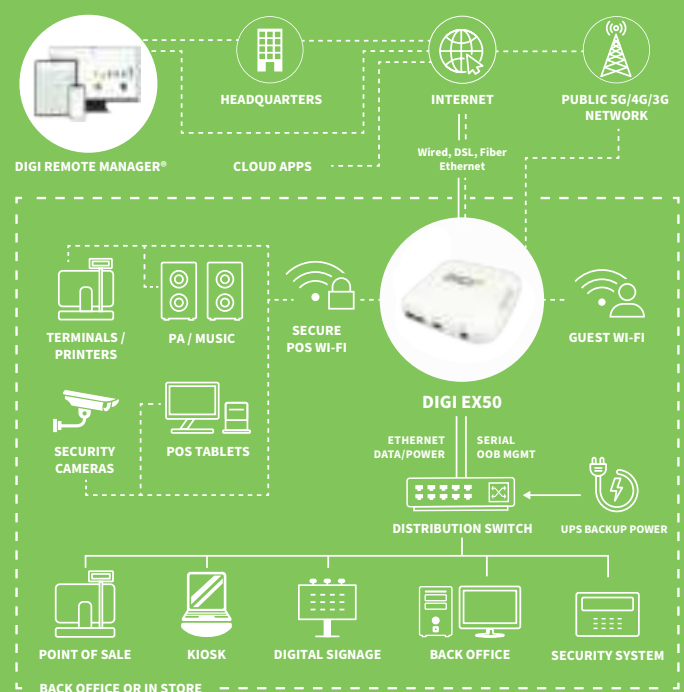 HEADQUARTERS
INTERNET
PUBLIC 5G/4G/3G
NETWORK
DIGI REMOTE MANAGER®
CLOUD APPS
Wired, DSL, Fiber
Ethernet
TERMINALS /
PRINTERS
PA / MUSIC
SECURE
POS WI-FI
GUEST WI-FI
DIGI EX50
SECURITY
CAMERAS
POS TABLETS
ETHERNET
DATA/POWER
SERIAL
OOB MGMT
DISTRIBUTION SWITCH
UPS BACKUP POWER
POINT OF SALE
KIOSK
DIGITAL SIGNAGE
BACK OFFICE
SECURITY SYSTEM
BACK OFFICE OR IN STORE